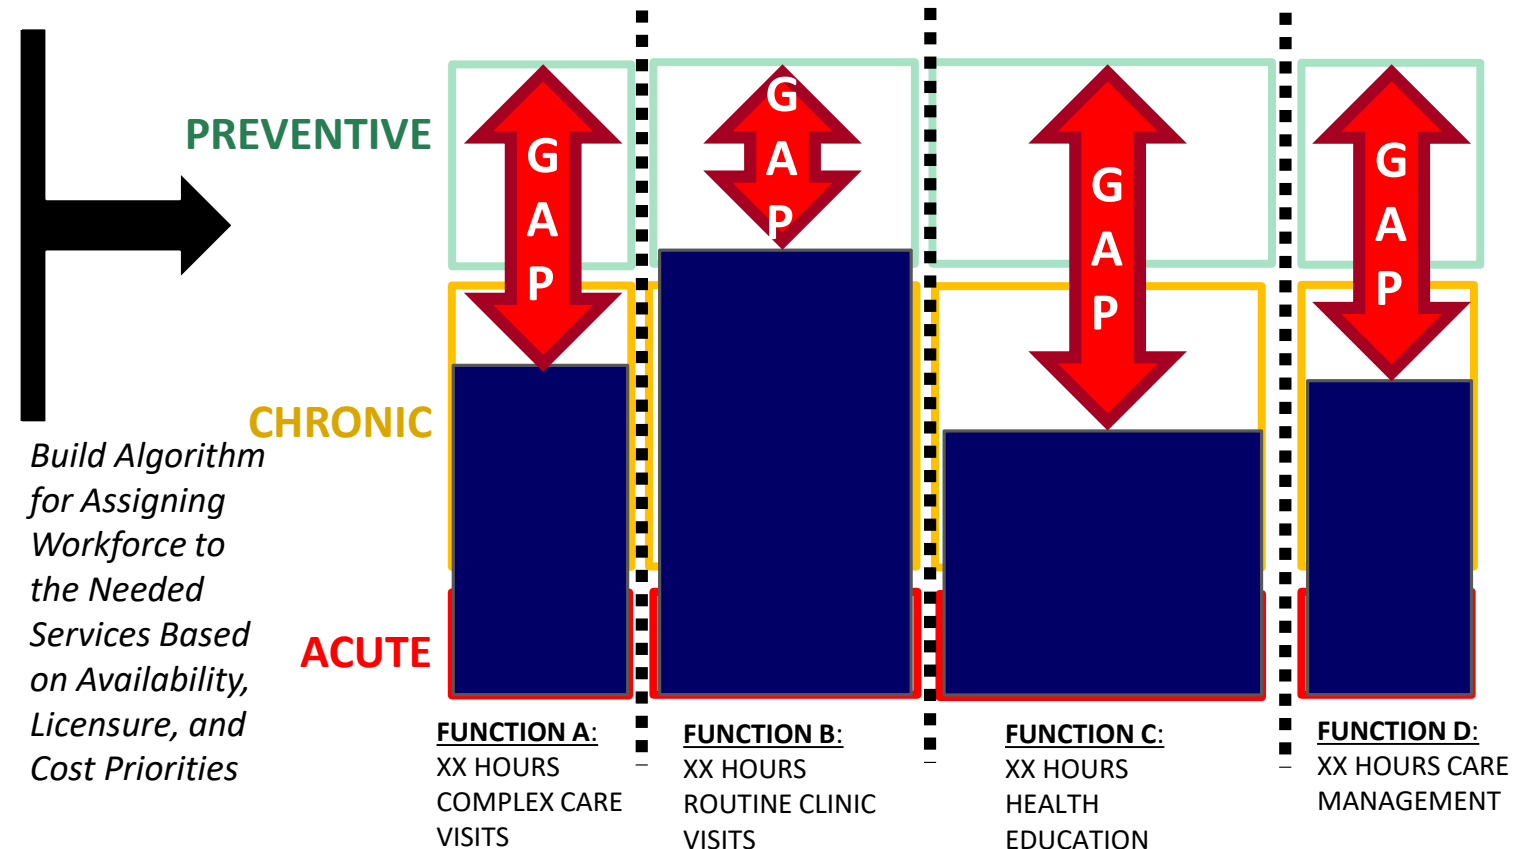 PREVENTIVE
CHRONIC
ACUTE
Build Algorithm
for Assigning
Workforce to
the Needed
Services Based
on Availability,
Licensure, and
Cost Priorities
G
A
P
G
A
P
G
A
P
G
A
P
FUNCTION A:
XX HOURS
COMPLEX CARE
VISITS
FUNCTION B:
XX HOURS
ROUTINE CLINIC
VISITS
FUNCTION C:
XX HOURS
HEALTH
EDUCATION
FUNCTION D:
XX HOURS CARE
MANAGEMENT